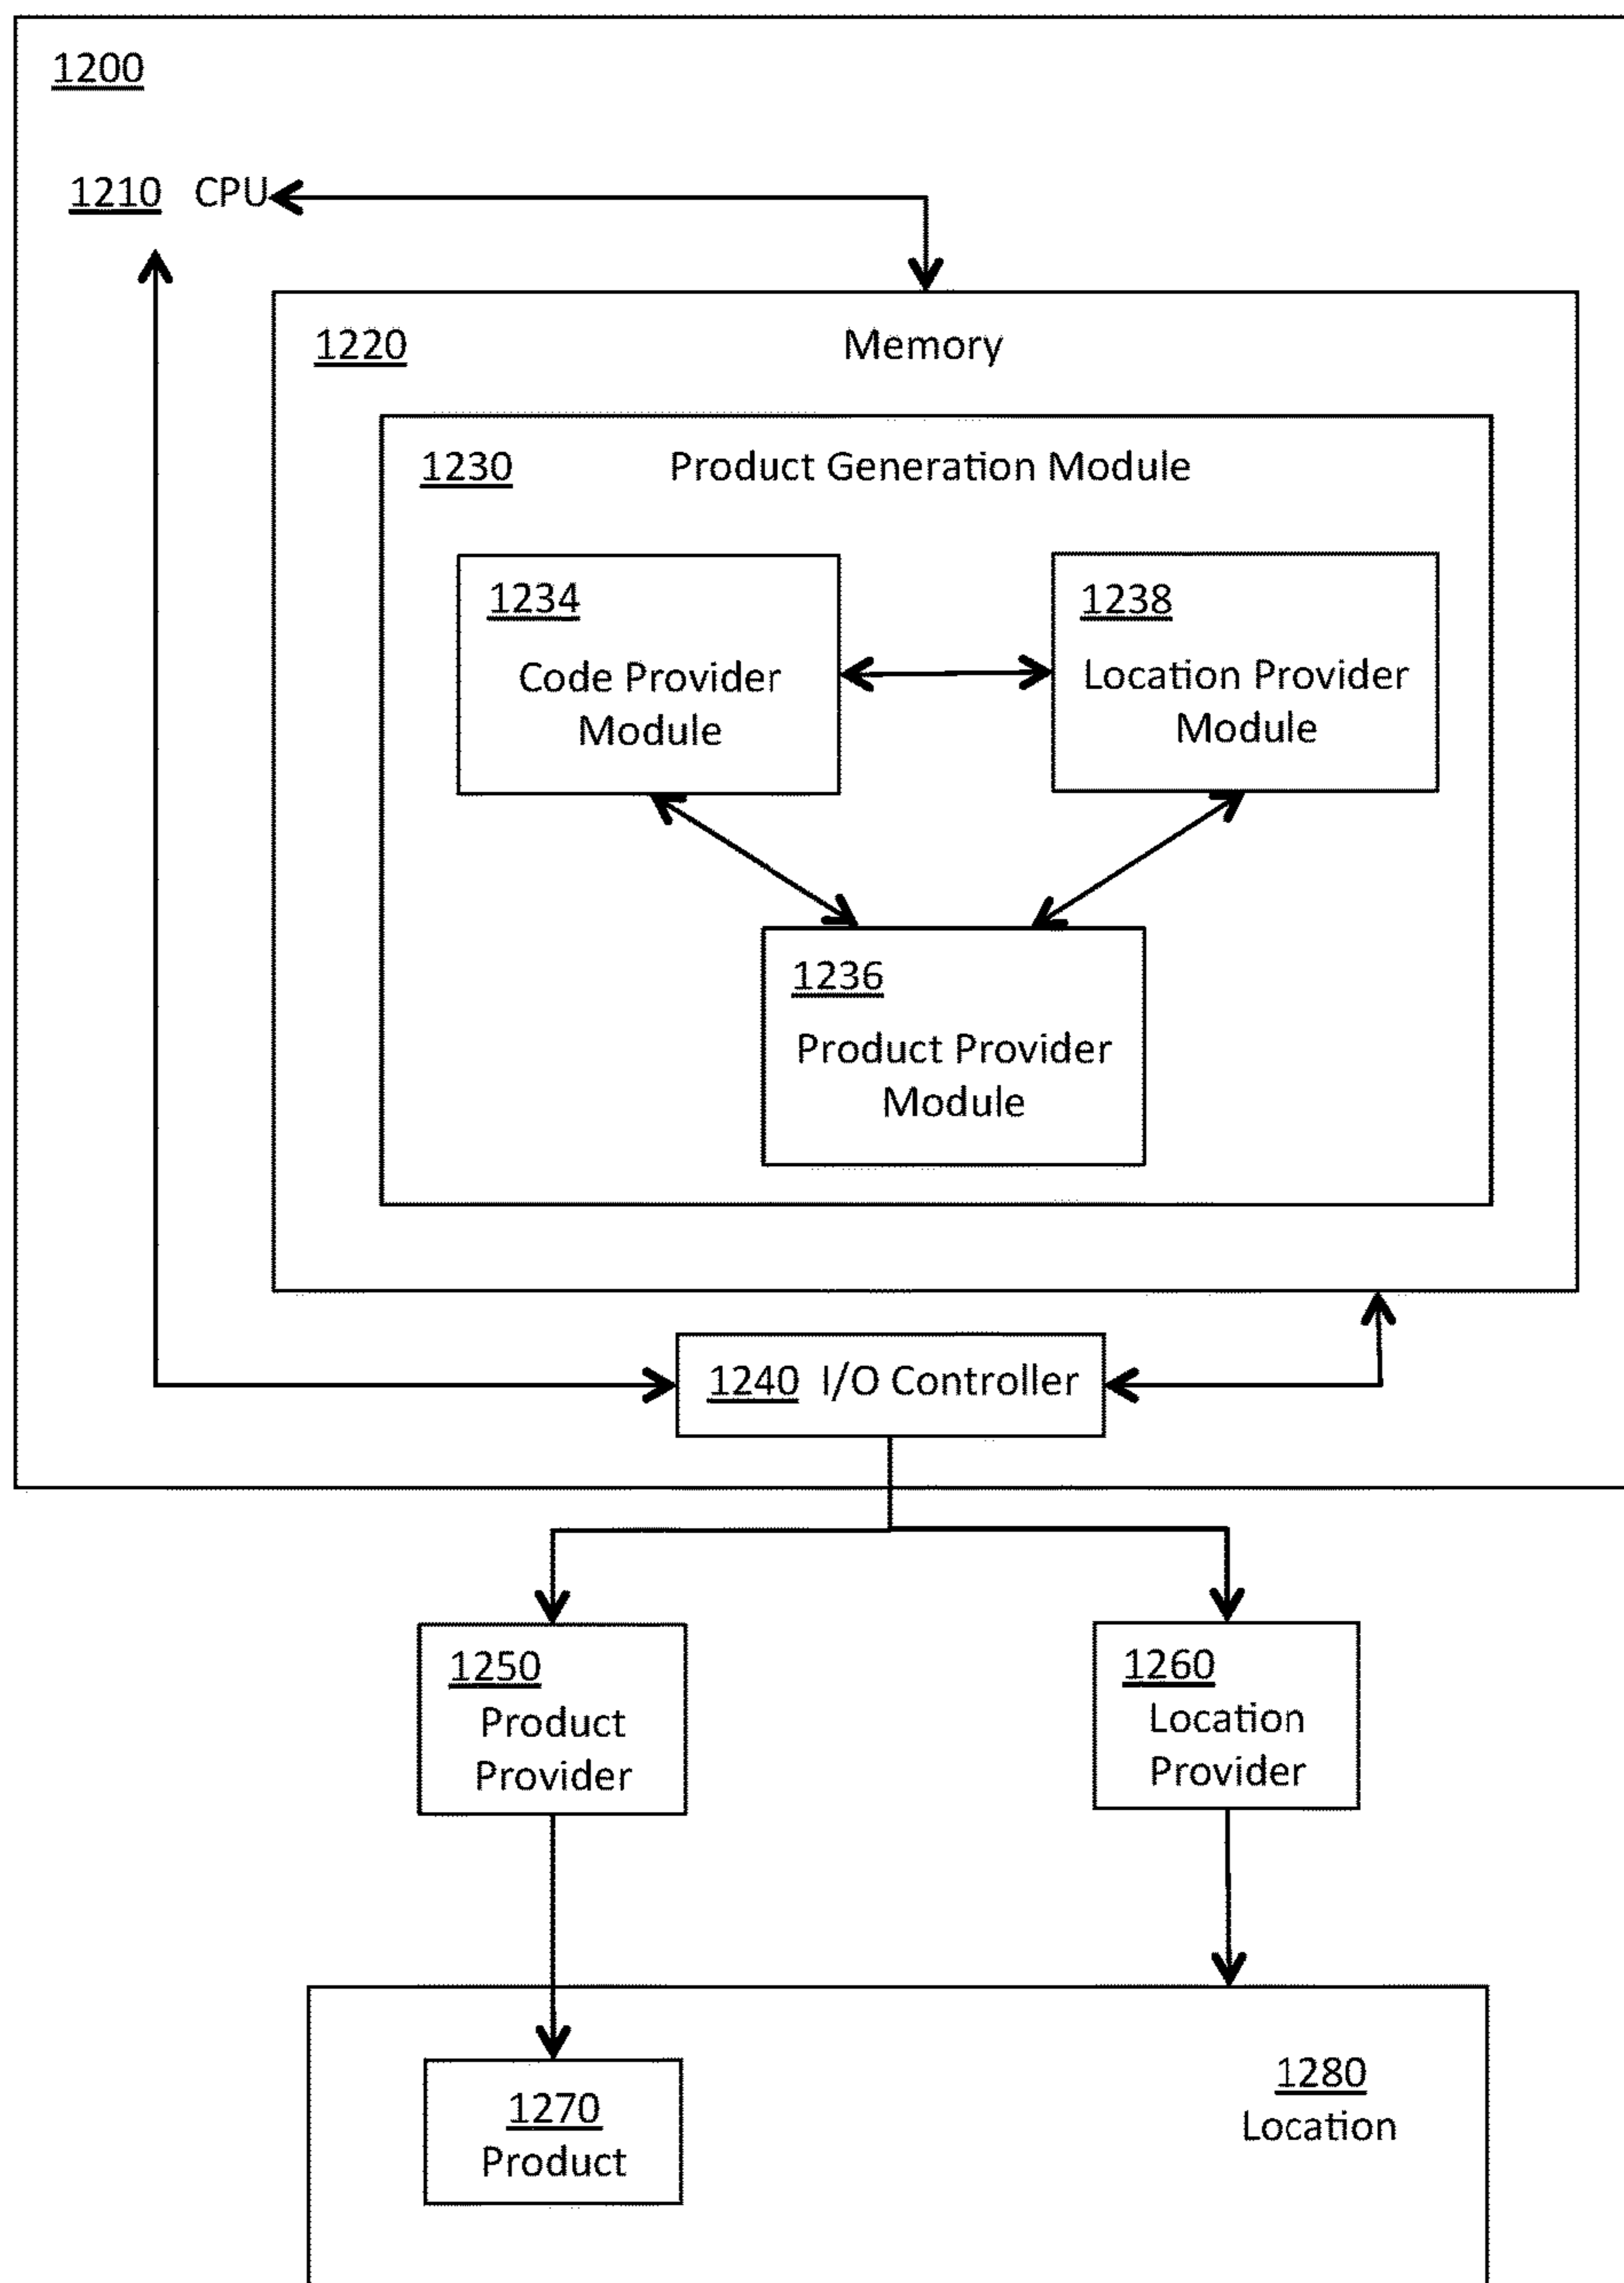 1200
1210 CPU
1220 Memory
1230 Product Generation Module
1234
Code Provider
Module
1238
Location Provider
Module
1236
Product Provider
Module
1240 I/O Controller
1250
Product
Provider
1260
Location
Provider
1270
Product
1280
Location